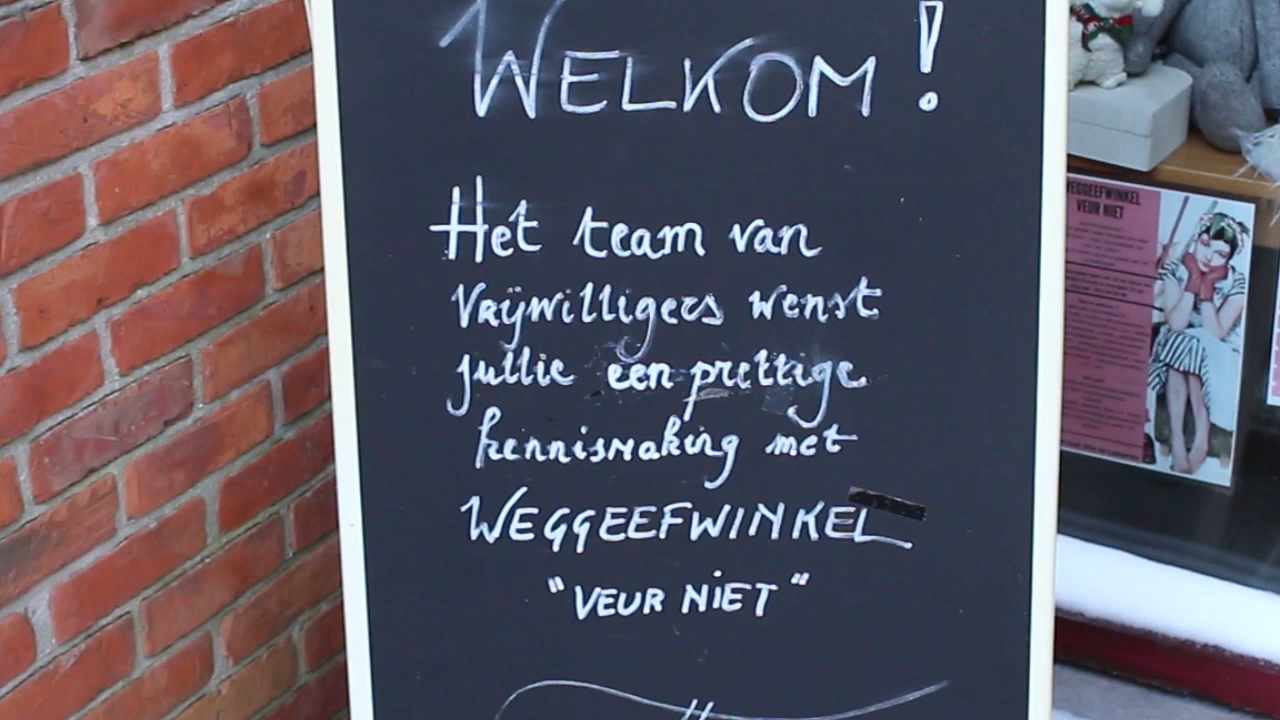 WELKOM!
Het team van
Vrijwilligers wenst
jullie een prettige
kennismaking met
WEGGEEFWINKEL
"VEUR NIET"
WEGGEEFWINKEL
VEUR NIET